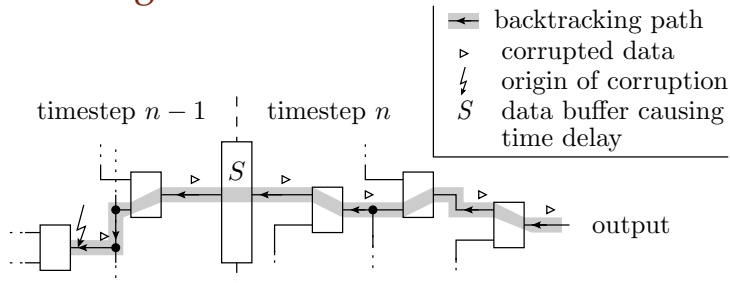 backtracking path
corrupted data
origin of corruption
S data buffer causing
time delay
timestep n − 1
timestep n
S
output